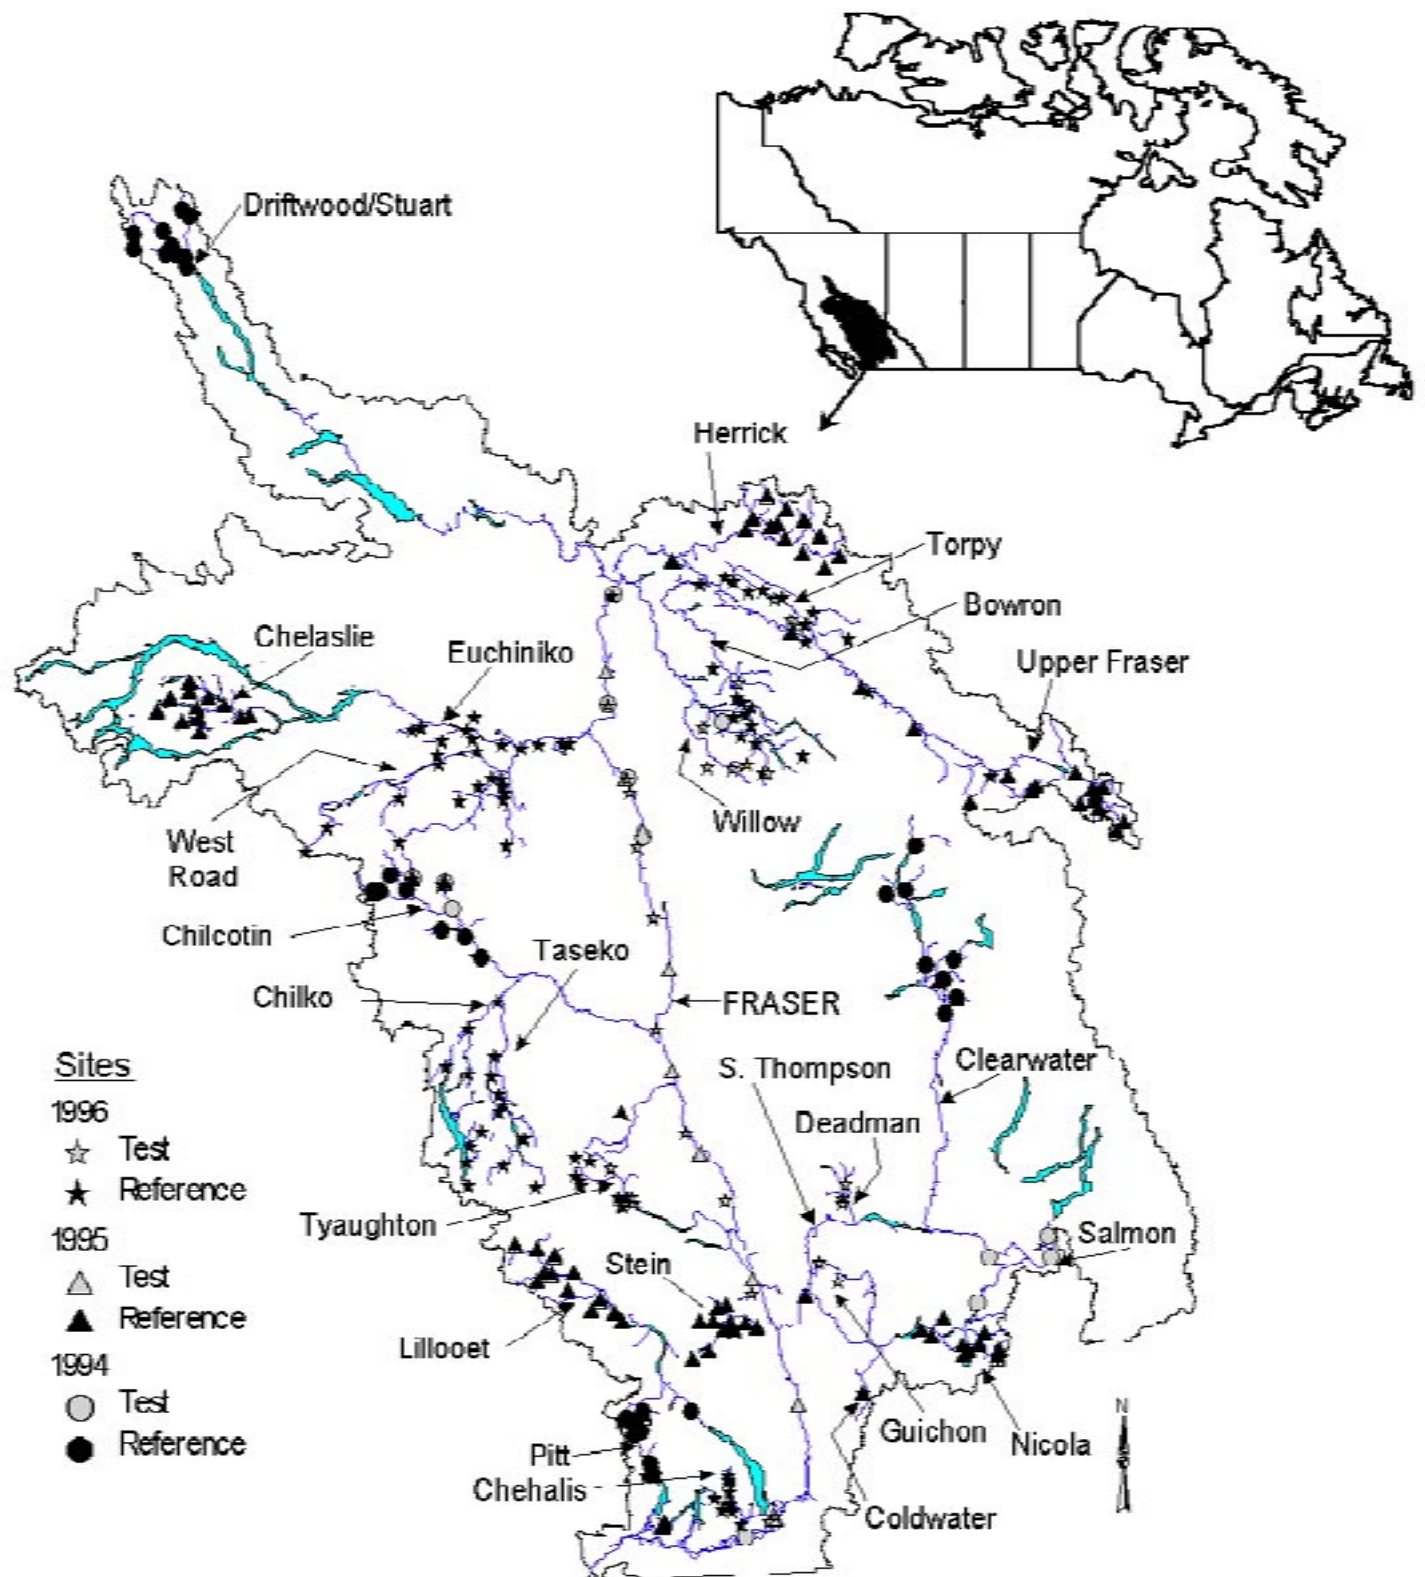 Driftwood/Stuart
Herrick
Torpy
Bowron
Chelaslie
Euchiniko
Upper Fraser
West
Road
Willow
Chilcotin
Taseko
Chilko
FRASER
S. Thompson
Clearwater
Deadman
Sites
1996
Test
Reference
1995
Test
Reference
1994
Test
Reference
Tyaughton
Salmon
Stein
Lillooet
Guichon
Nicola
N
Pitt
Chehalis
Coldwater